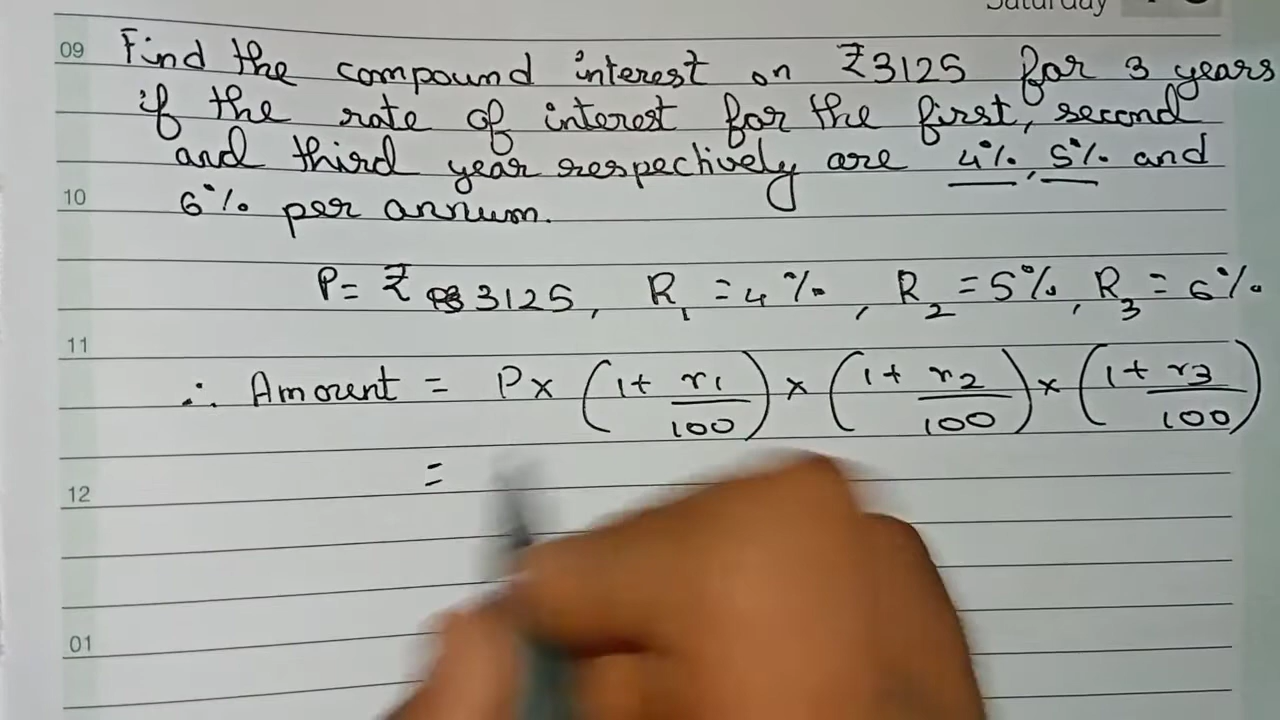 Saturday
09 Find the compound interest on ₹3125 for 3 years
if the rate of interest for the first, second
and third year respectively are 4%, 5% and
10 6% per annum.
P= ₹ 3125, R₁ = 4%, R₂ = 5%, R₃ = 6%.
11
∴ Amount = P× (1+ r₁/100) × (1+ r₂/100) × (1+ r₃/100)
=
12
01